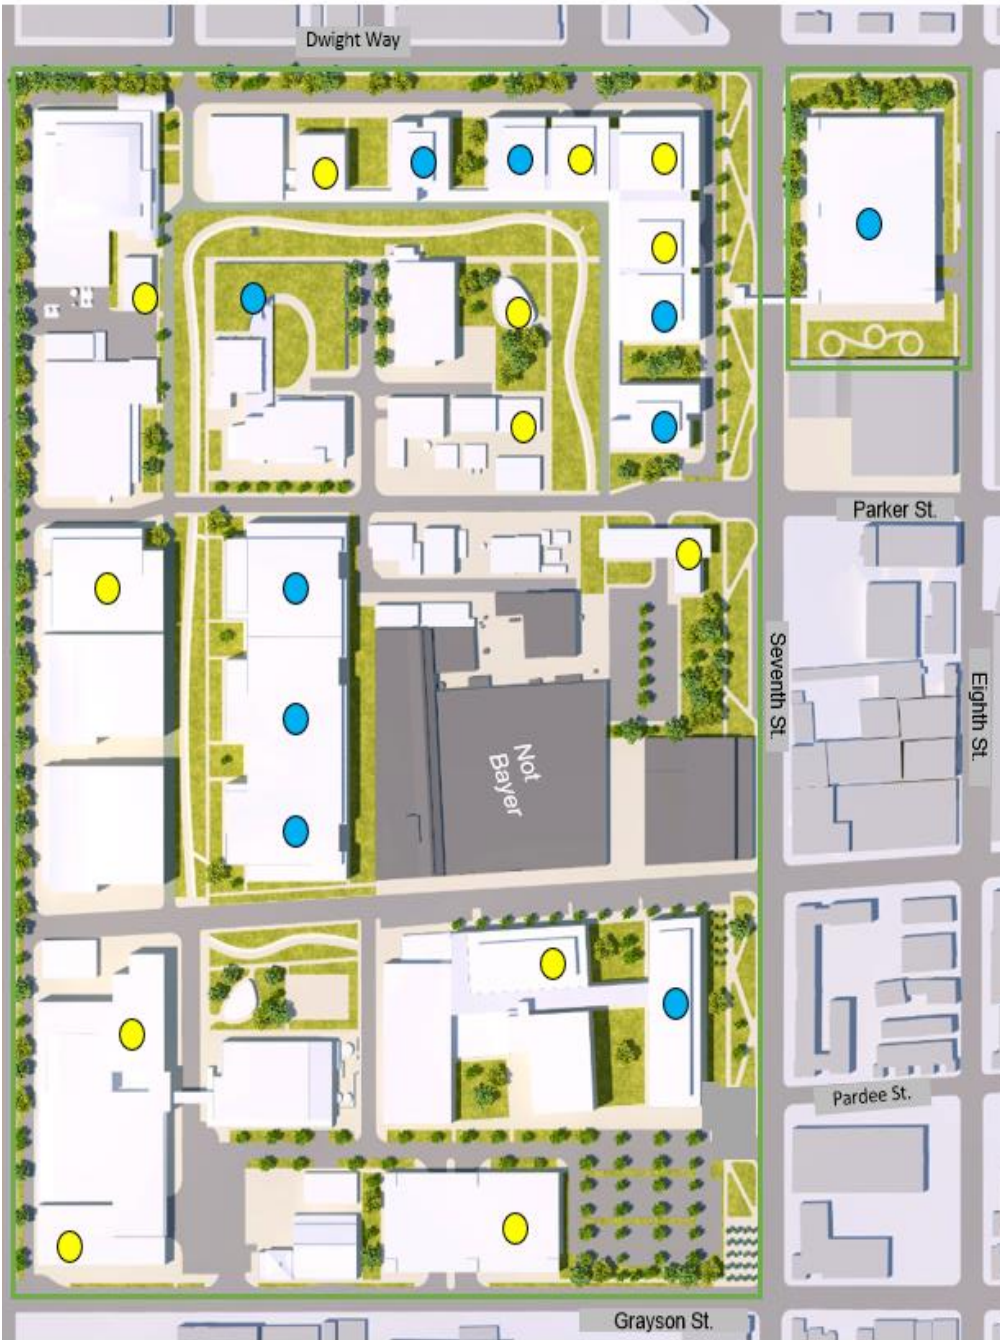 Dwight Way
Parker St.
Seventh St.
Eighth St.
Not
Bayer
Pardee St.
Grayson St.